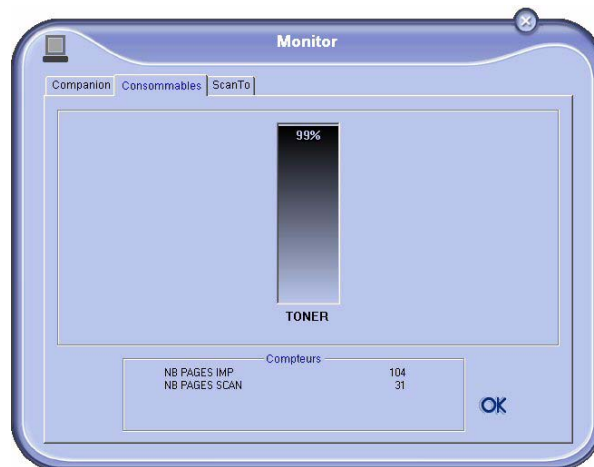 Monitor
Companion Consommables ScanTo
99%
TONER
Compteurs
NB PAGES IMP 104
NB PAGES SCAN 31
OK